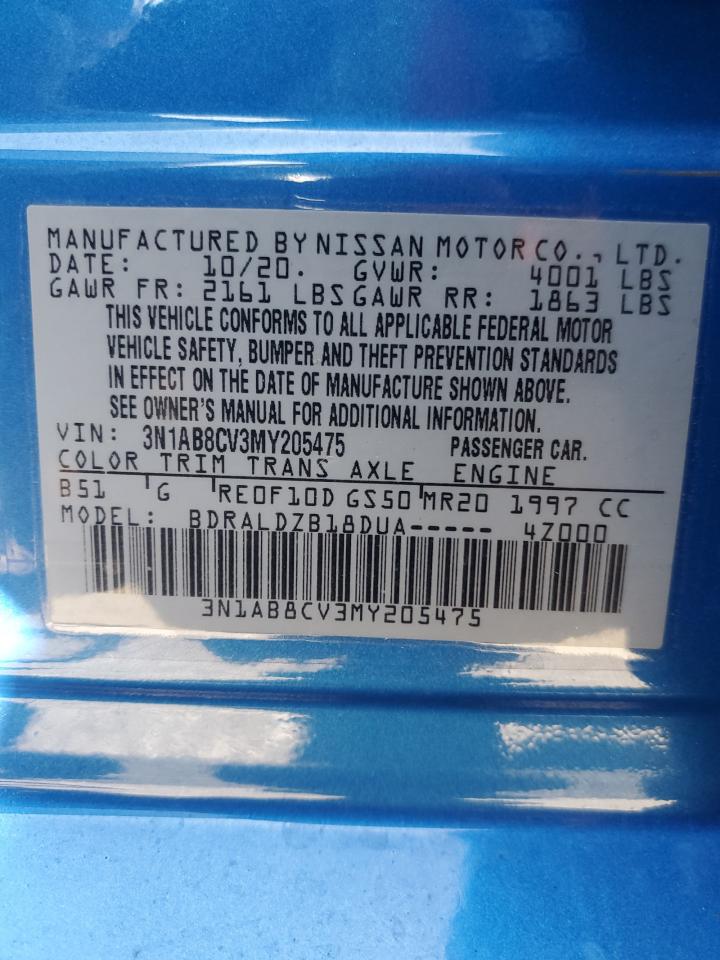 MANUFACTURED BY NISSAN MOTOR CO., LTD.
DATE: 10/20. GVWR: 4001 LBS
GAWR FR: 2161 LBS GAWR RR: 1863 LBS
THIS VEHICLE CONFORMS TO ALL APPLICABLE FEDERAL MOTOR
VEHICLE SAFETY, BUMPER AND THEFT PREVENTION STANDARDS
IN EFFECT ON THE DATE OF MANUFACTURE SHOWN ABOVE.
SEE OWNER'S MANUAL FOR ADDITIONAL INFORMATION.
VIN: 3N1AB8CV3MY205475 PASSENGER CAR.
COLOR TRIM TRANS AXLE ENGINE
B51 G RE0F10D GS50 MR20 1997 CC
MODEL: BDRALDZB18DUA----- 4Z000
3N1AB8CV3MY205475